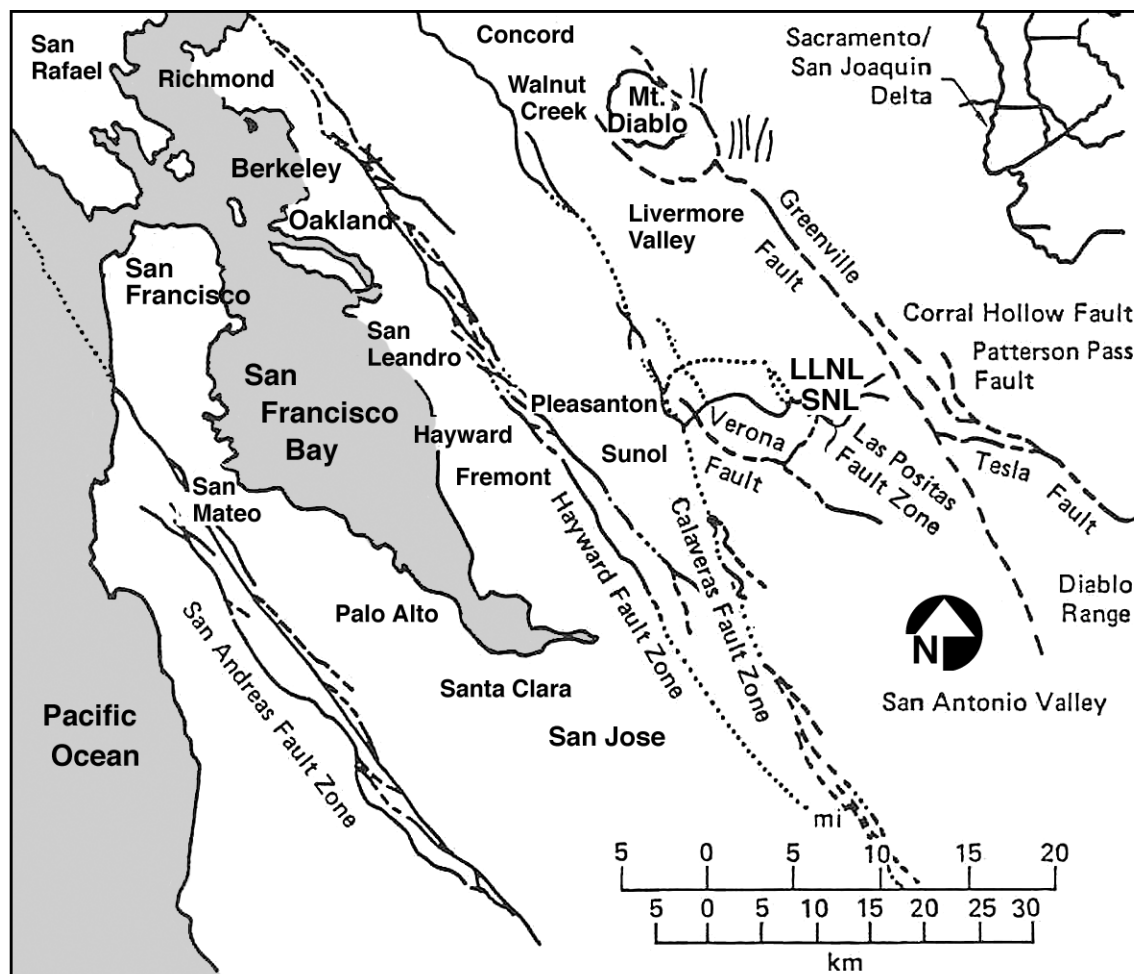 San
Rafael
Richmond
Concord
Walnut
Creek
Mt.
Diablo
Sacramento/
San Joaquin
Delta
Berkeley
Oakland
Livermore
Valley
Greenville
Fault
San
Francisco
San
Leandro
San
Francisco
Bay
Corral Hollow Fault
Patterson Pass
Fault
LLNL
SNL
Pleasanton
Hayward
Verona
Fault
Sunol
Las Positas
Fault Zone
Tesla
Fault
Fremont
San
Mateo
Hayward Fault Zone
Calaveras Fault Zone
Diablo
Range
Palo Alto
San Andreas Fault Zone
N
Santa Clara
San Antonio Valley
Pacific
Ocean
San Jose
mi
5 0 5 10 15 20
5 0 5 10 15 20 25 30
km